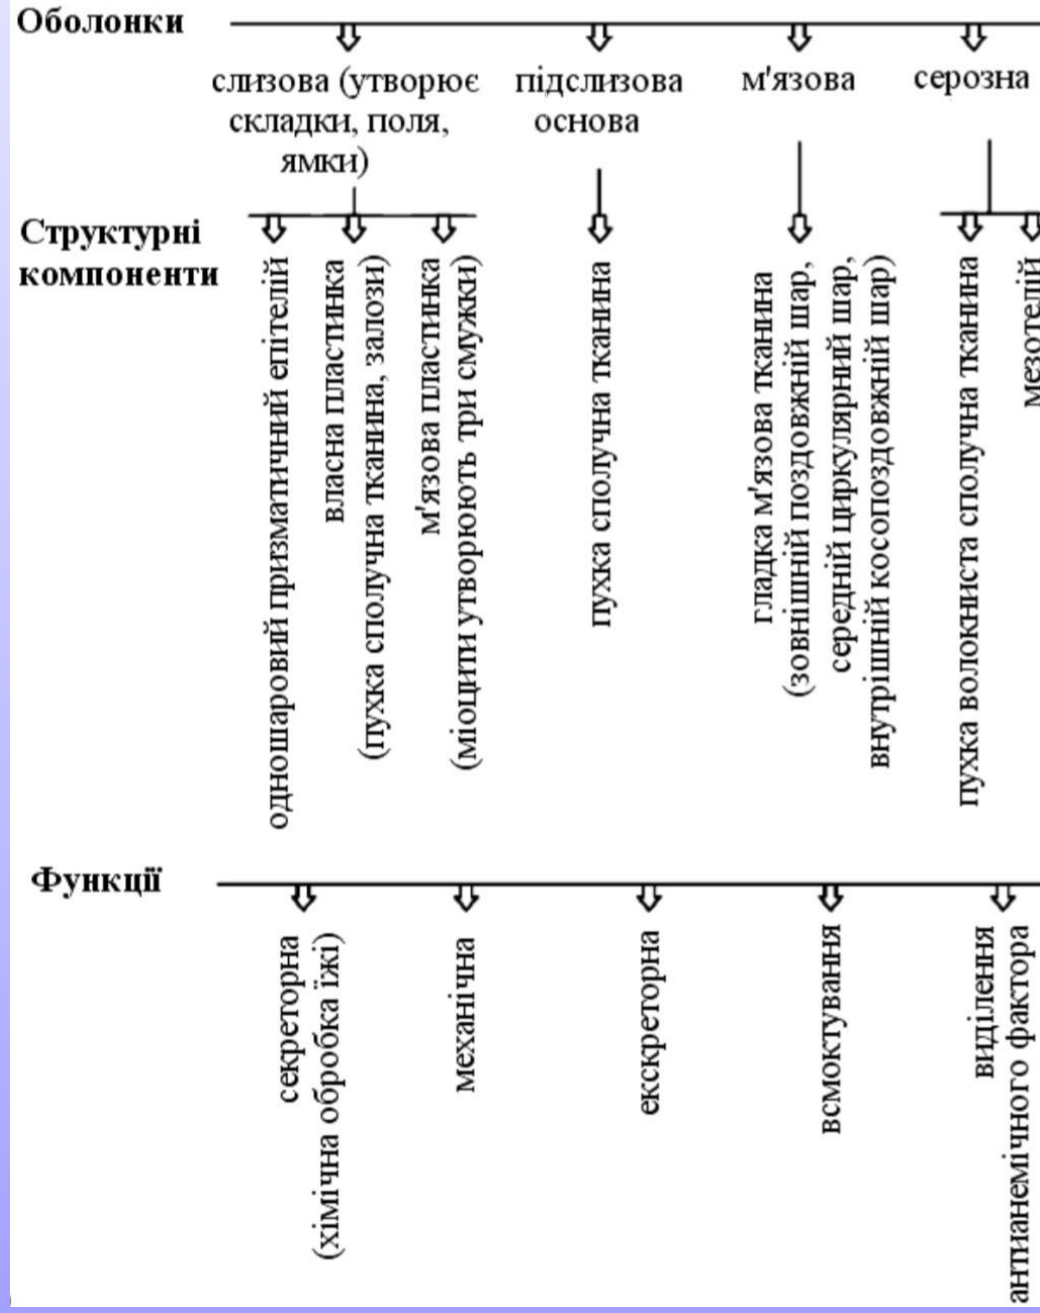 Оболонки
слизова (утворює
складки, поля,
ямки)
підслизова
основа
м'язова
серозна
Структурні
компоненти
одношаровий призматичний епітелій
власна пластинка
(пухка сполучна тканина, залози)
м'язова пластинка
(міоцити утворюють три смужки)
пухка сполучна тканина
гладка м'язова тканина
(зовнішній поздовжній шар,
середній циркулярний шар,
внутрішній косопоздовжній шар)
пухка волокниста сполучна тканина
мезотелій
Функції
секреторна
(хімічна обробка їжі)
механічна
екскреторна
всмоктування
виділення
антианемічного фактора